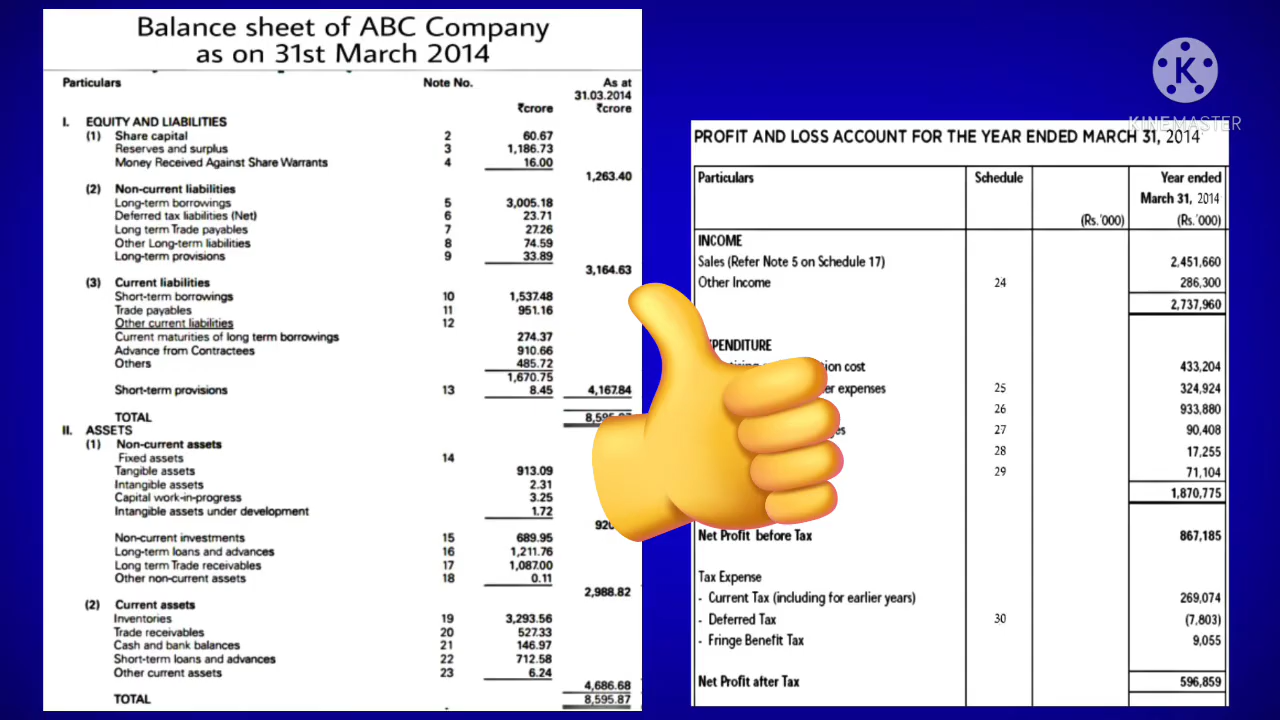 Balance sheet of ABC Company
as on 31st March 2014
Particulars Note No. As at
31.03.2014
₹crore ₹crore
I. EQUITY AND LIABILITIES
(1) Share capital 2 60.67
Reserves and surplus 3 1,186.73
Money Received Against Share Warrants 4 16.00
1,263.40
(2) Non-current liabilities
Long-term borrowings 5 3,005.18
Deferred tax liabilities (Net) 6 23.71
Long term Trade payables 7 27.26
Other Long-term liabilities 8 74.59
Long-term provisions 9 33.89
3,164.63
(3) Current liabilities
Short-term borrowings 10 1,537.48
Trade payables 11 951.16
Other current liabilities 12
Current maturities of long term borrowings 274.37
Advance from Contractees 910.66
Others 485.72
1,670.75
Short-term provisions 13 8.45 4,167.84
TOTAL
II. ASSETS
(1) Non-current assets
Fixed assets 14
Tangible assets 913.09
Intangible assets 2.31
Capital work-in-progress 3.25
Intangible assets under development 1.72
Non-current investments 15 689.95
Long-term loans and advances 16 1,211.76
Long term Trade receivables 17 1,087.00
Other non-current assets 18 0.11
2,988.82
(2) Current assets
Inventories 19 3,293.56
Trade receivables 20 527.33
Cash and bank balances 21 146.97
Short-term loans and advances 22 712.58
Other current assets 23 6.24
4,686.68
TOTAL 8,595.87
K
KINEMASTER
PROFIT AND LOSS ACCOUNT FOR THE YEAR ENDED MARCH 31, 2014
Particulars Schedule Year ended
March 31, 2014
(Rs.'000) (Rs.'000)
INCOME
Sales (Refer Note 5 on Schedule 17) 2,451,660
Other Income 24 286,300
2,737,960
PENDITURE
cost 433,204
expenses 25 324,924
26 933,880
27 90,408
28 17,255
29 71,104
1,870,775
Net Profit before Tax 867,185
Tax Expense
- Current Tax (including for earlier years) 269,074
- Deferred Tax 30 (7,803)
- Fringe Benefit Tax 9,055
Net Profit after Tax 596,859